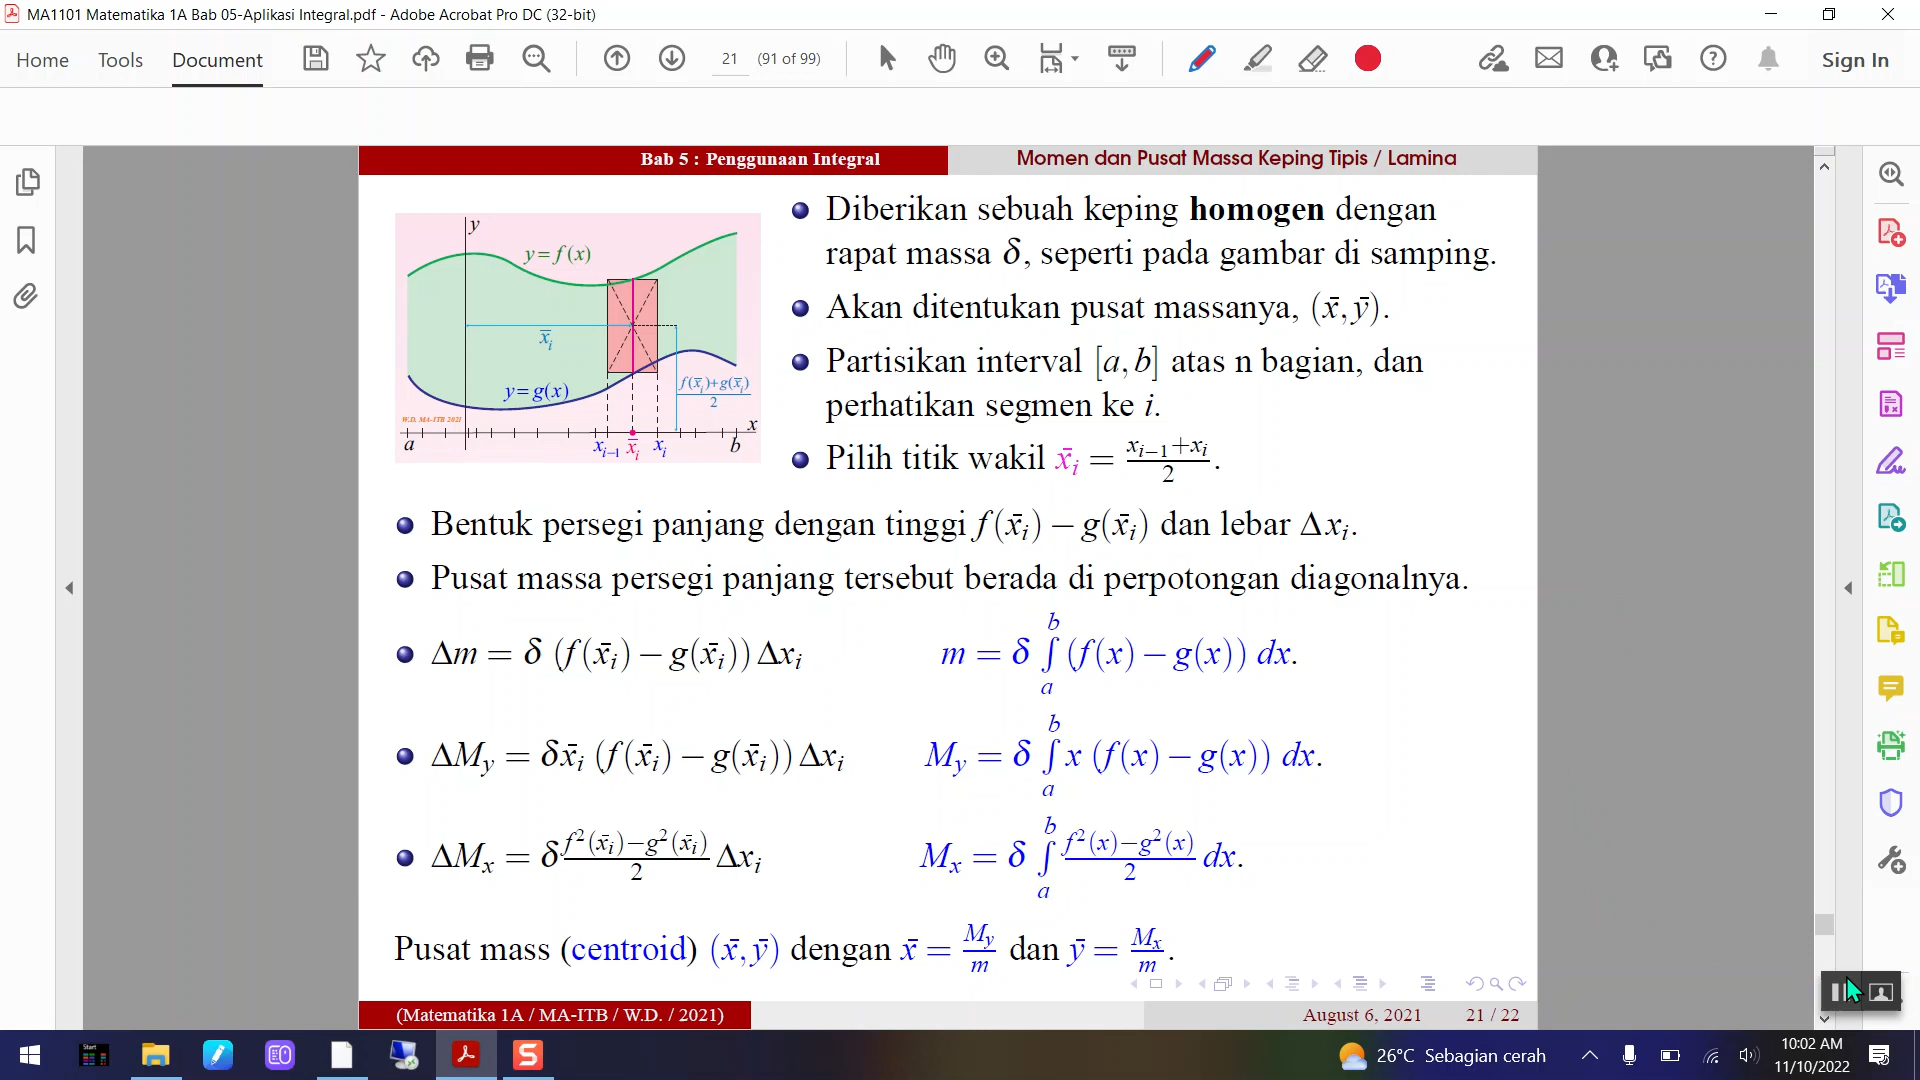 MA1101 Matematika 1A Bab 05-Aplikasi Integral.pdf - Adobe Acrobat Pro DC (32-bit)
Home Tools Document 21 (91 of 99) Sign In
Bab 5 : Penggunaan Integral Momen dan Pusat Massa Keping Tipis / Lamina
y
y = f(x)
x̄ᵢ
y = g(x)
f(x̄ᵢ)+g(x̄ᵢ)
2
W.D. MA-ITB 2021
a xᵢ₋₁ x̄ᵢ xᵢ b x
Diberikan sebuah keping homogen dengan
rapat massa δ, seperti pada gambar di samping.
Akan ditentukan pusat massanya, (x̄, ȳ).
Partisikan interval [a, b] atas n bagian, dan
perhatikan segmen ke i.
Pilih titik wakil x̄ᵢ = (xᵢ₋₁+xᵢ)/2.
Bentuk persegi panjang dengan tinggi f(x̄ᵢ) − g(x̄ᵢ) dan lebar Δxᵢ.
Pusat massa persegi panjang tersebut berada di perpotongan diagonalnya.
Δm = δ (f(x̄ᵢ) − g(x̄ᵢ)) Δxᵢ m = δ ∫ₐᵇ (f(x) − g(x)) dx.
ΔM_y = δx̄ᵢ (f(x̄ᵢ) − g(x̄ᵢ)) Δxᵢ M_y = δ ∫ₐᵇ x (f(x) − g(x)) dx.
ΔM_x = δ (f²(x̄ᵢ)−g²(x̄ᵢ))/2 Δxᵢ M_x = δ ∫ₐᵇ (f²(x)−g²(x))/2 dx.
Pusat mass (centroid) (x̄, ȳ) dengan x̄ = M_y/m dan ȳ = M_x/m.
(Matematika 1A / MA-ITB / W.D. / 2021) August 6, 2021 21 / 22
Start
26°C Sebagian cerah
10:02 AM
11/10/2022